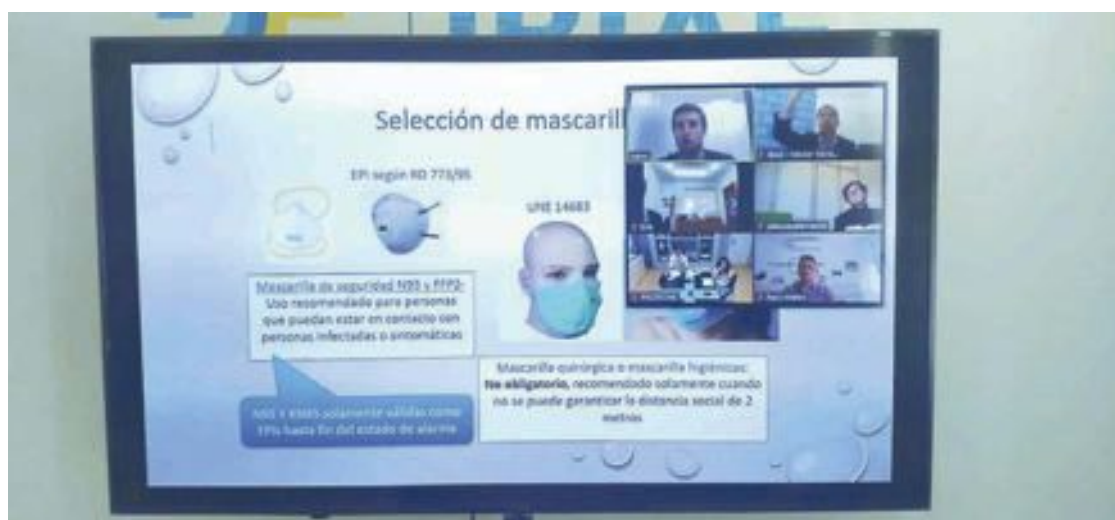 Selección de mascarill
EPI según RD 773/95
UNE 14683
Mascarilla de seguridad N95 y FFP2-
Uso recomendado para personas
que puedan estar en contacto con
personas infectadas o sintomáticas
Mascarilla quirúrgica o mascarilla higiénicas:
No obligatorio, recomendado solamente cuando
no se puede garantizar la distancia social de 2
metros
N95 Y KN95 solamente válidas como
EPIs hasta fin del estado de alarma